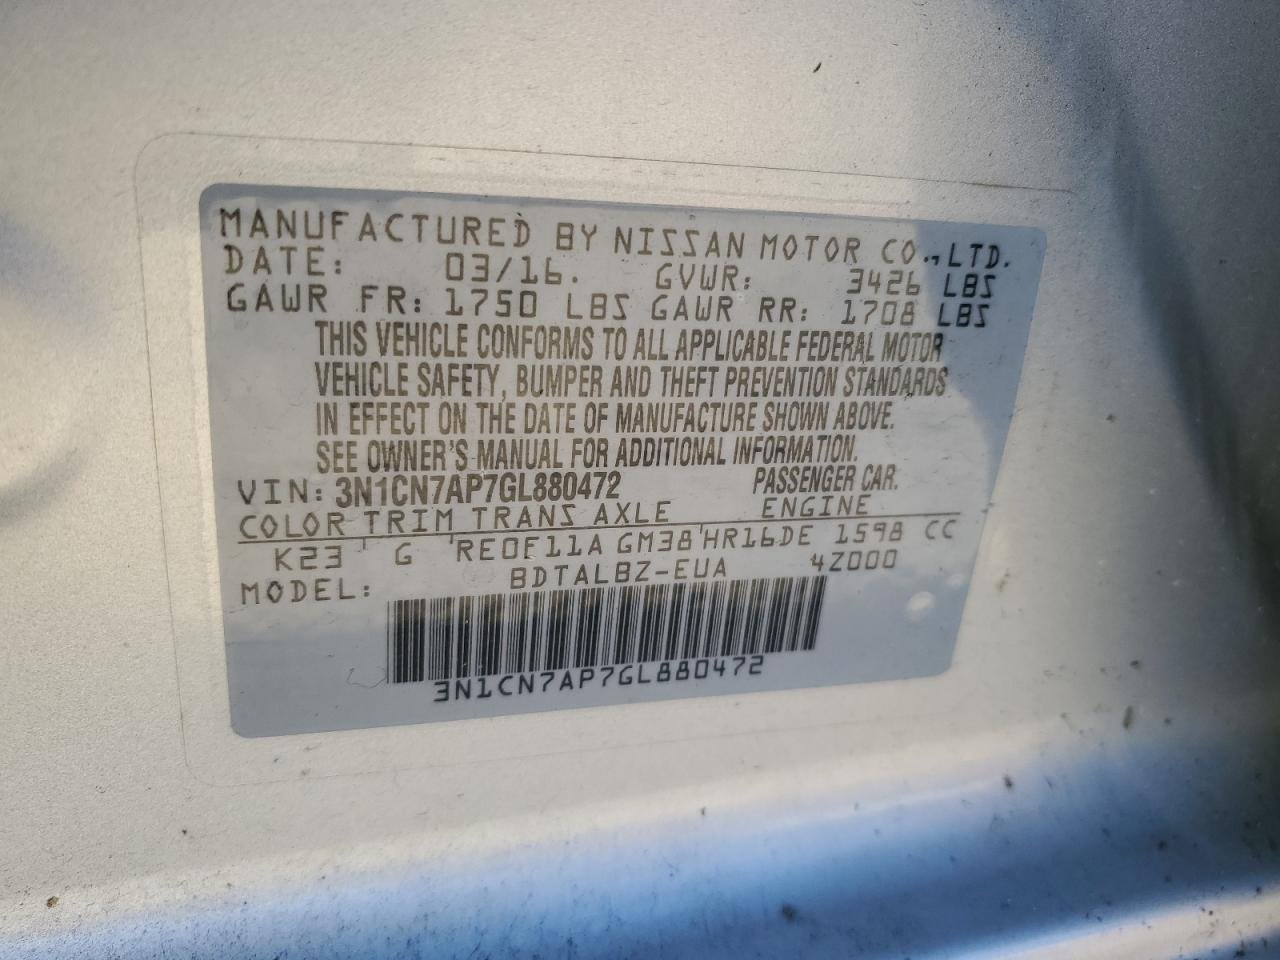 MANUFACTURED BY NISSAN MOTOR CO., LTD.
DATE: 03/16. GVWR: 3426 LBS
GAWR FR: 1750 LBS GAWR RR: 1708 LBS
THIS VEHICLE CONFORMS TO ALL APPLICABLE FEDERAL MOTOR
VEHICLE SAFETY, BUMPER AND THEFT PREVENTION STANDARDS
IN EFFECT ON THE DATE OF MANUFACTURE SHOWN ABOVE.
SEE OWNER'S MANUAL FOR ADDITIONAL INFORMATION.
VIN: 3N1CN7AP7GL880472 PASSENGER CAR.
COLOR TRIM TRANS AXLE ENGINE
K23 G RE0F11A GM38 HR16DE 1598 CC
MODEL: BDTALBZ-EUA 4Z000
3N1CN7AP7GL880472